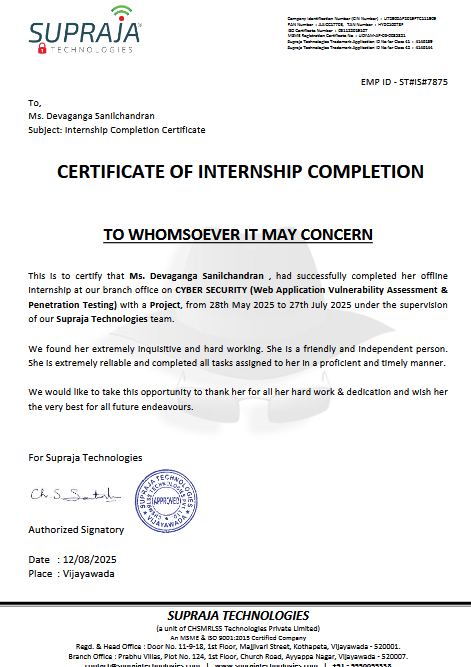 SUPRAJA
TECHNOLOGIES
EMP ID - ST#IS#7875
To,
Ms. Devaganga Sanilchandran
Subject: Internship Completion Certificate
CERTIFICATE OF INTERNSHIP COMPLETION
TO WHOMSOEVER IT MAY CONCERN
This is to certify that Ms. Devaganga Sanilchandran , had successfully completed her offline
internship at our branch office on CYBER SECURITY (Web Application Vulnerability Assessment &
Penetration Testing) with a Project, from 28th May 2025 to 27th July 2025 under the supervision
of our Supraja Technologies team.
We found her extremely inquisitive and hard working. She is a friendly and independent person.
She is extremely reliable and completed all tasks assigned to her in a proficient and timely manner.
We would like to take this opportunity to thank her for all her hard work & dedication and wish her
the very best for all future endeavours.
For Supraja Technologies
SUPRAJA TECHNOLOGIES
APPROVED
VIJAYAWADA
Authorized Signatory
Date : 12/08/2025
Place : Vijayawada
SUPRAJA TECHNOLOGIES
(a unit of CHSMRLSS Technologies Private Limited)
An MSME & ISO 9001:2015 Certified Company
Regd. & Head Office : Door No. 11-9-18, 1st Floor, Majjivari Street, Kothapeta, Vijayawada - 520001.
Branch Office : Prabhu Villas, Plot No. 124, 1st Floor, Church Road, Ayyappa Nagar, Vijayawada - 520007.